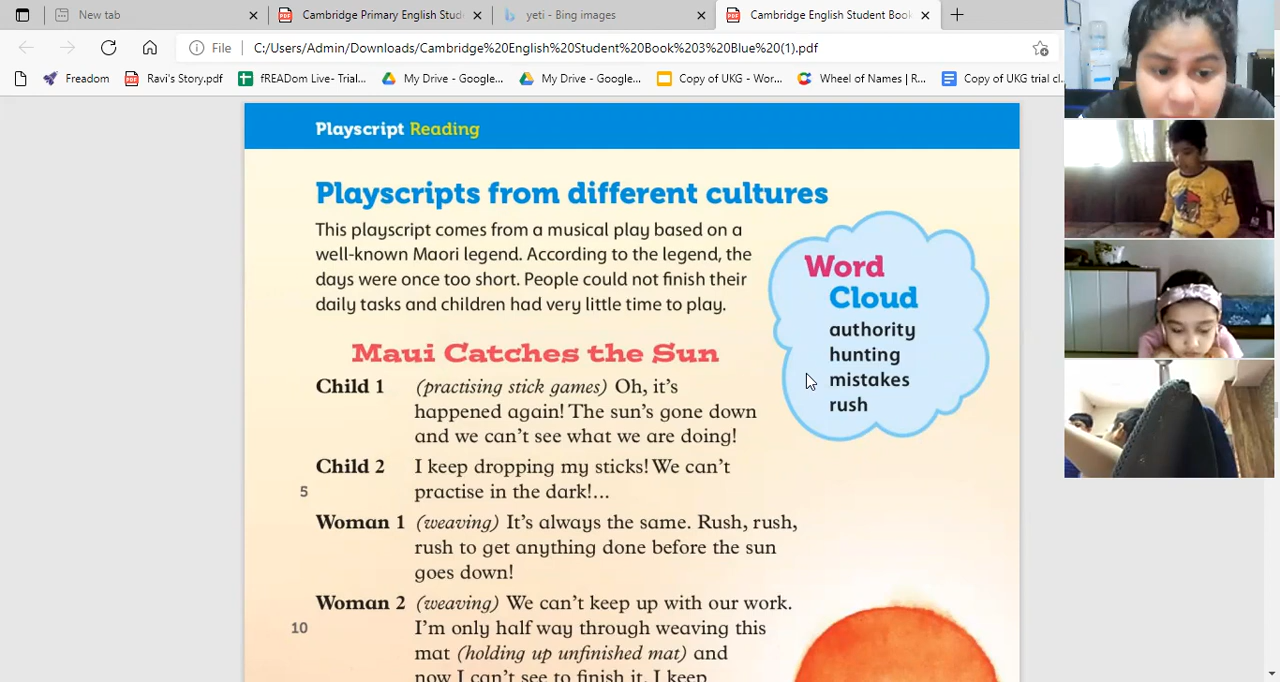 New tab
Cambridge Primary English Stude
yeti - Bing images
Cambridge English Student Book
File
C:/Users/Admin/Downloads/Cambridge%20English%20Student%20Book%203%20Blue%20(1).pdf
Freadom
Ravi's Story.pdf
fREADom Live- Trial...
My Drive - Google...
My Drive - Google...
Copy of UKG - Wor...
Wheel of Names | R...
Copy of UKG trial cl.
Playscript Reading
Playscripts from different cultures
This playscript comes from a musical play based on a
well-known Maori legend. According to the legend, the
days were once too short. People could not finish their
daily tasks and children had very little time to play.
Word
Cloud
authority
hunting
mistakes
rush
Maui Catches the Sun
Child 1 (practising stick games) Oh, it's
happened again! The sun's gone down
and we can't see what we are doing!
Child 2 I keep dropping my sticks! We can't
5 practise in the dark!...
Woman 1 (weaving) It's always the same. Rush, rush,
rush to get anything done before the sun
goes down!
Woman 2 (weaving) We can't keep up with our work.
10 I'm only half way through weaving this
mat (holding up unfinished mat) and
now I can't see to finish it. I keep